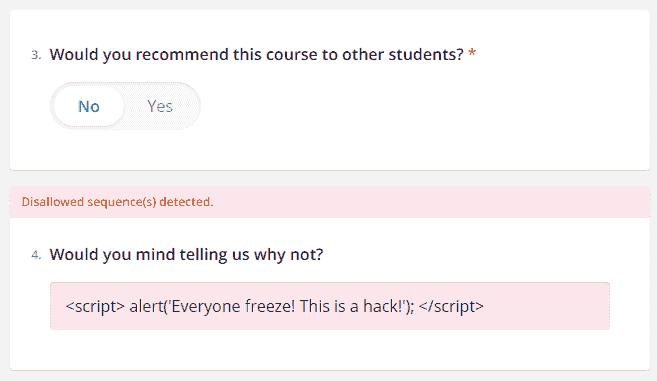 3. Would you recommend this course to other students? *
No Yes
Disallowed sequence(s) detected.
4. Would you mind telling us why not?
<script> alert('Everyone freeze! This is a hack!'); </script>